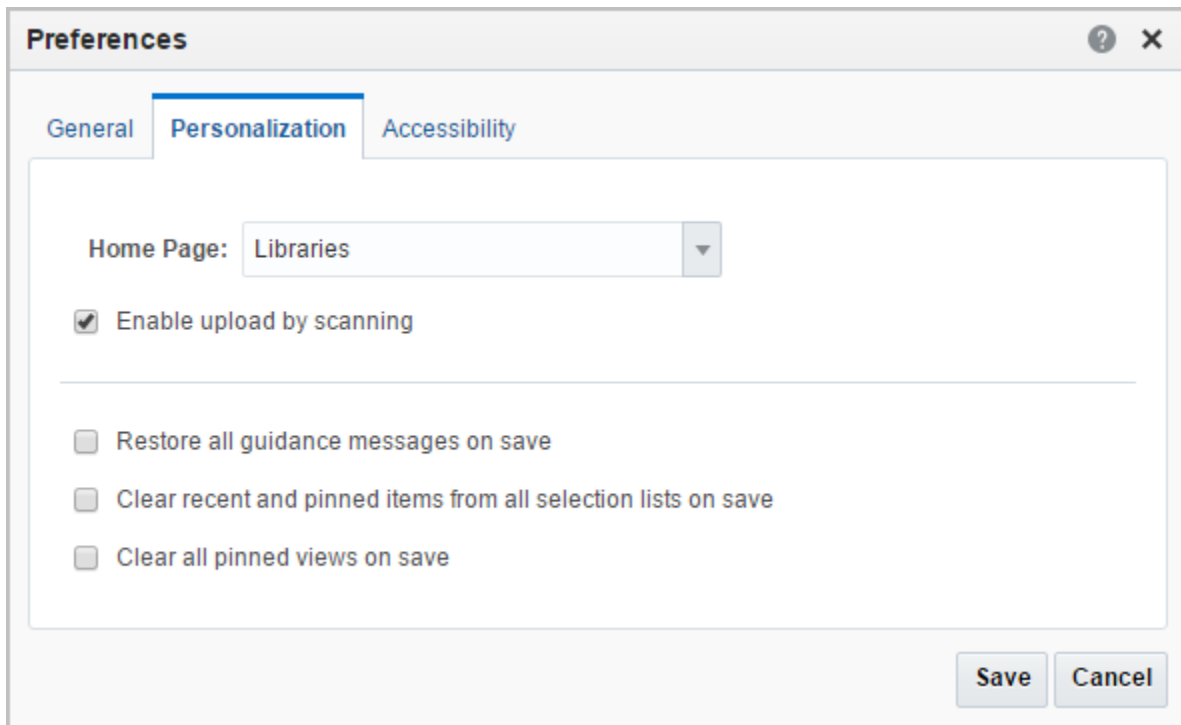 Preferences
General Personalization Accessibility
Home Page: Libraries
Enable upload by scanning
Restore all guidance messages on save
Clear recent and pinned items from all selection lists on save
Clear all pinned views on save
Save Cancel